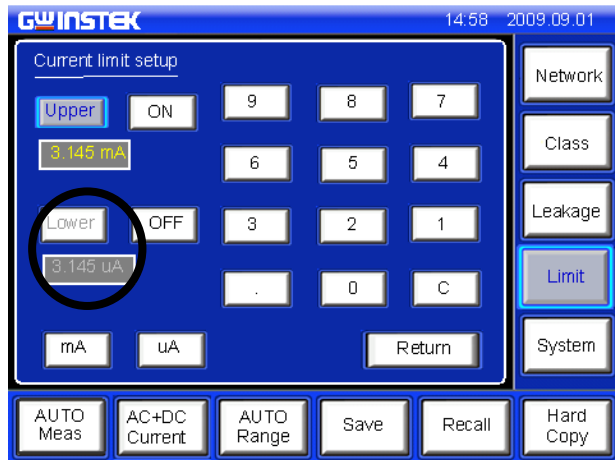 GWINSTEK 14:58 2009.09.01
Current limit setup
Upper ON 9 8 7
3.145 mA
6 5 4
Lower OFF 3 2 1
3.145 uA
. 0 C
mA uA Return
Network
Class
Leakage
Limit
System
AUTO
Meas
AC+DC
Current
AUTO
Range
Save
Recall
Hard
Copy